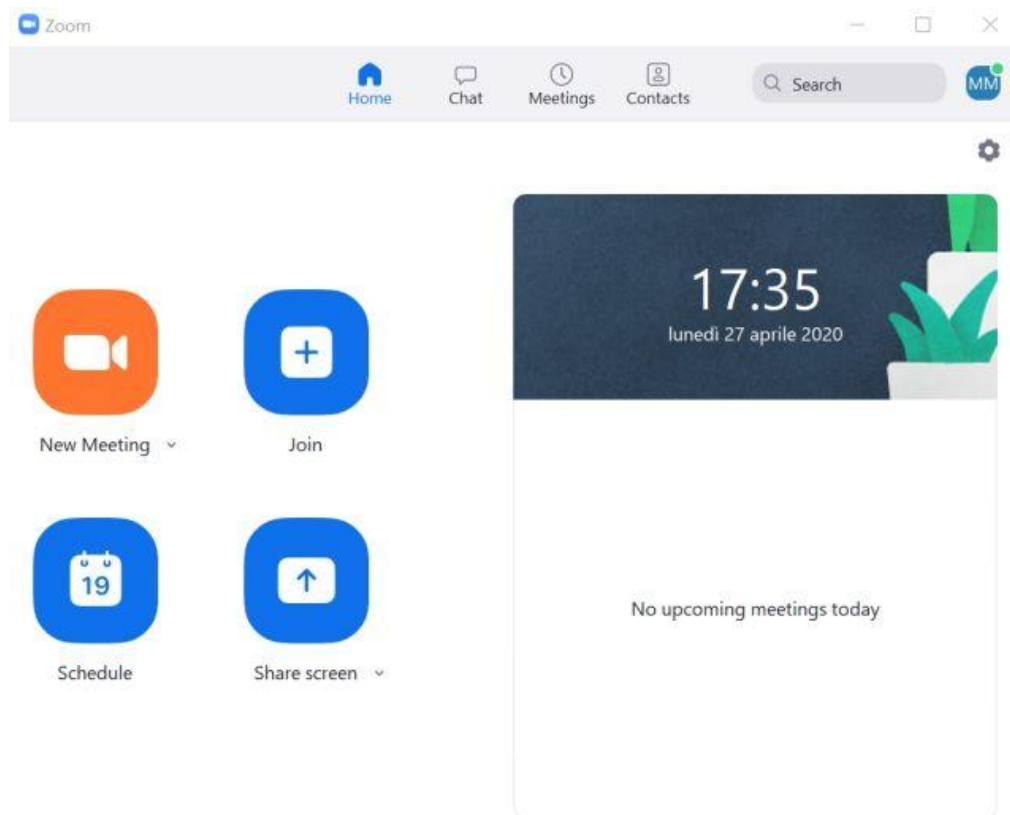 Zoom
Home
Chat
Meetings
Contacts
Search
MM
17:35
lunedì 27 aprile 2020
New Meeting
Join
19
Schedule
Share screen
No upcoming meetings today